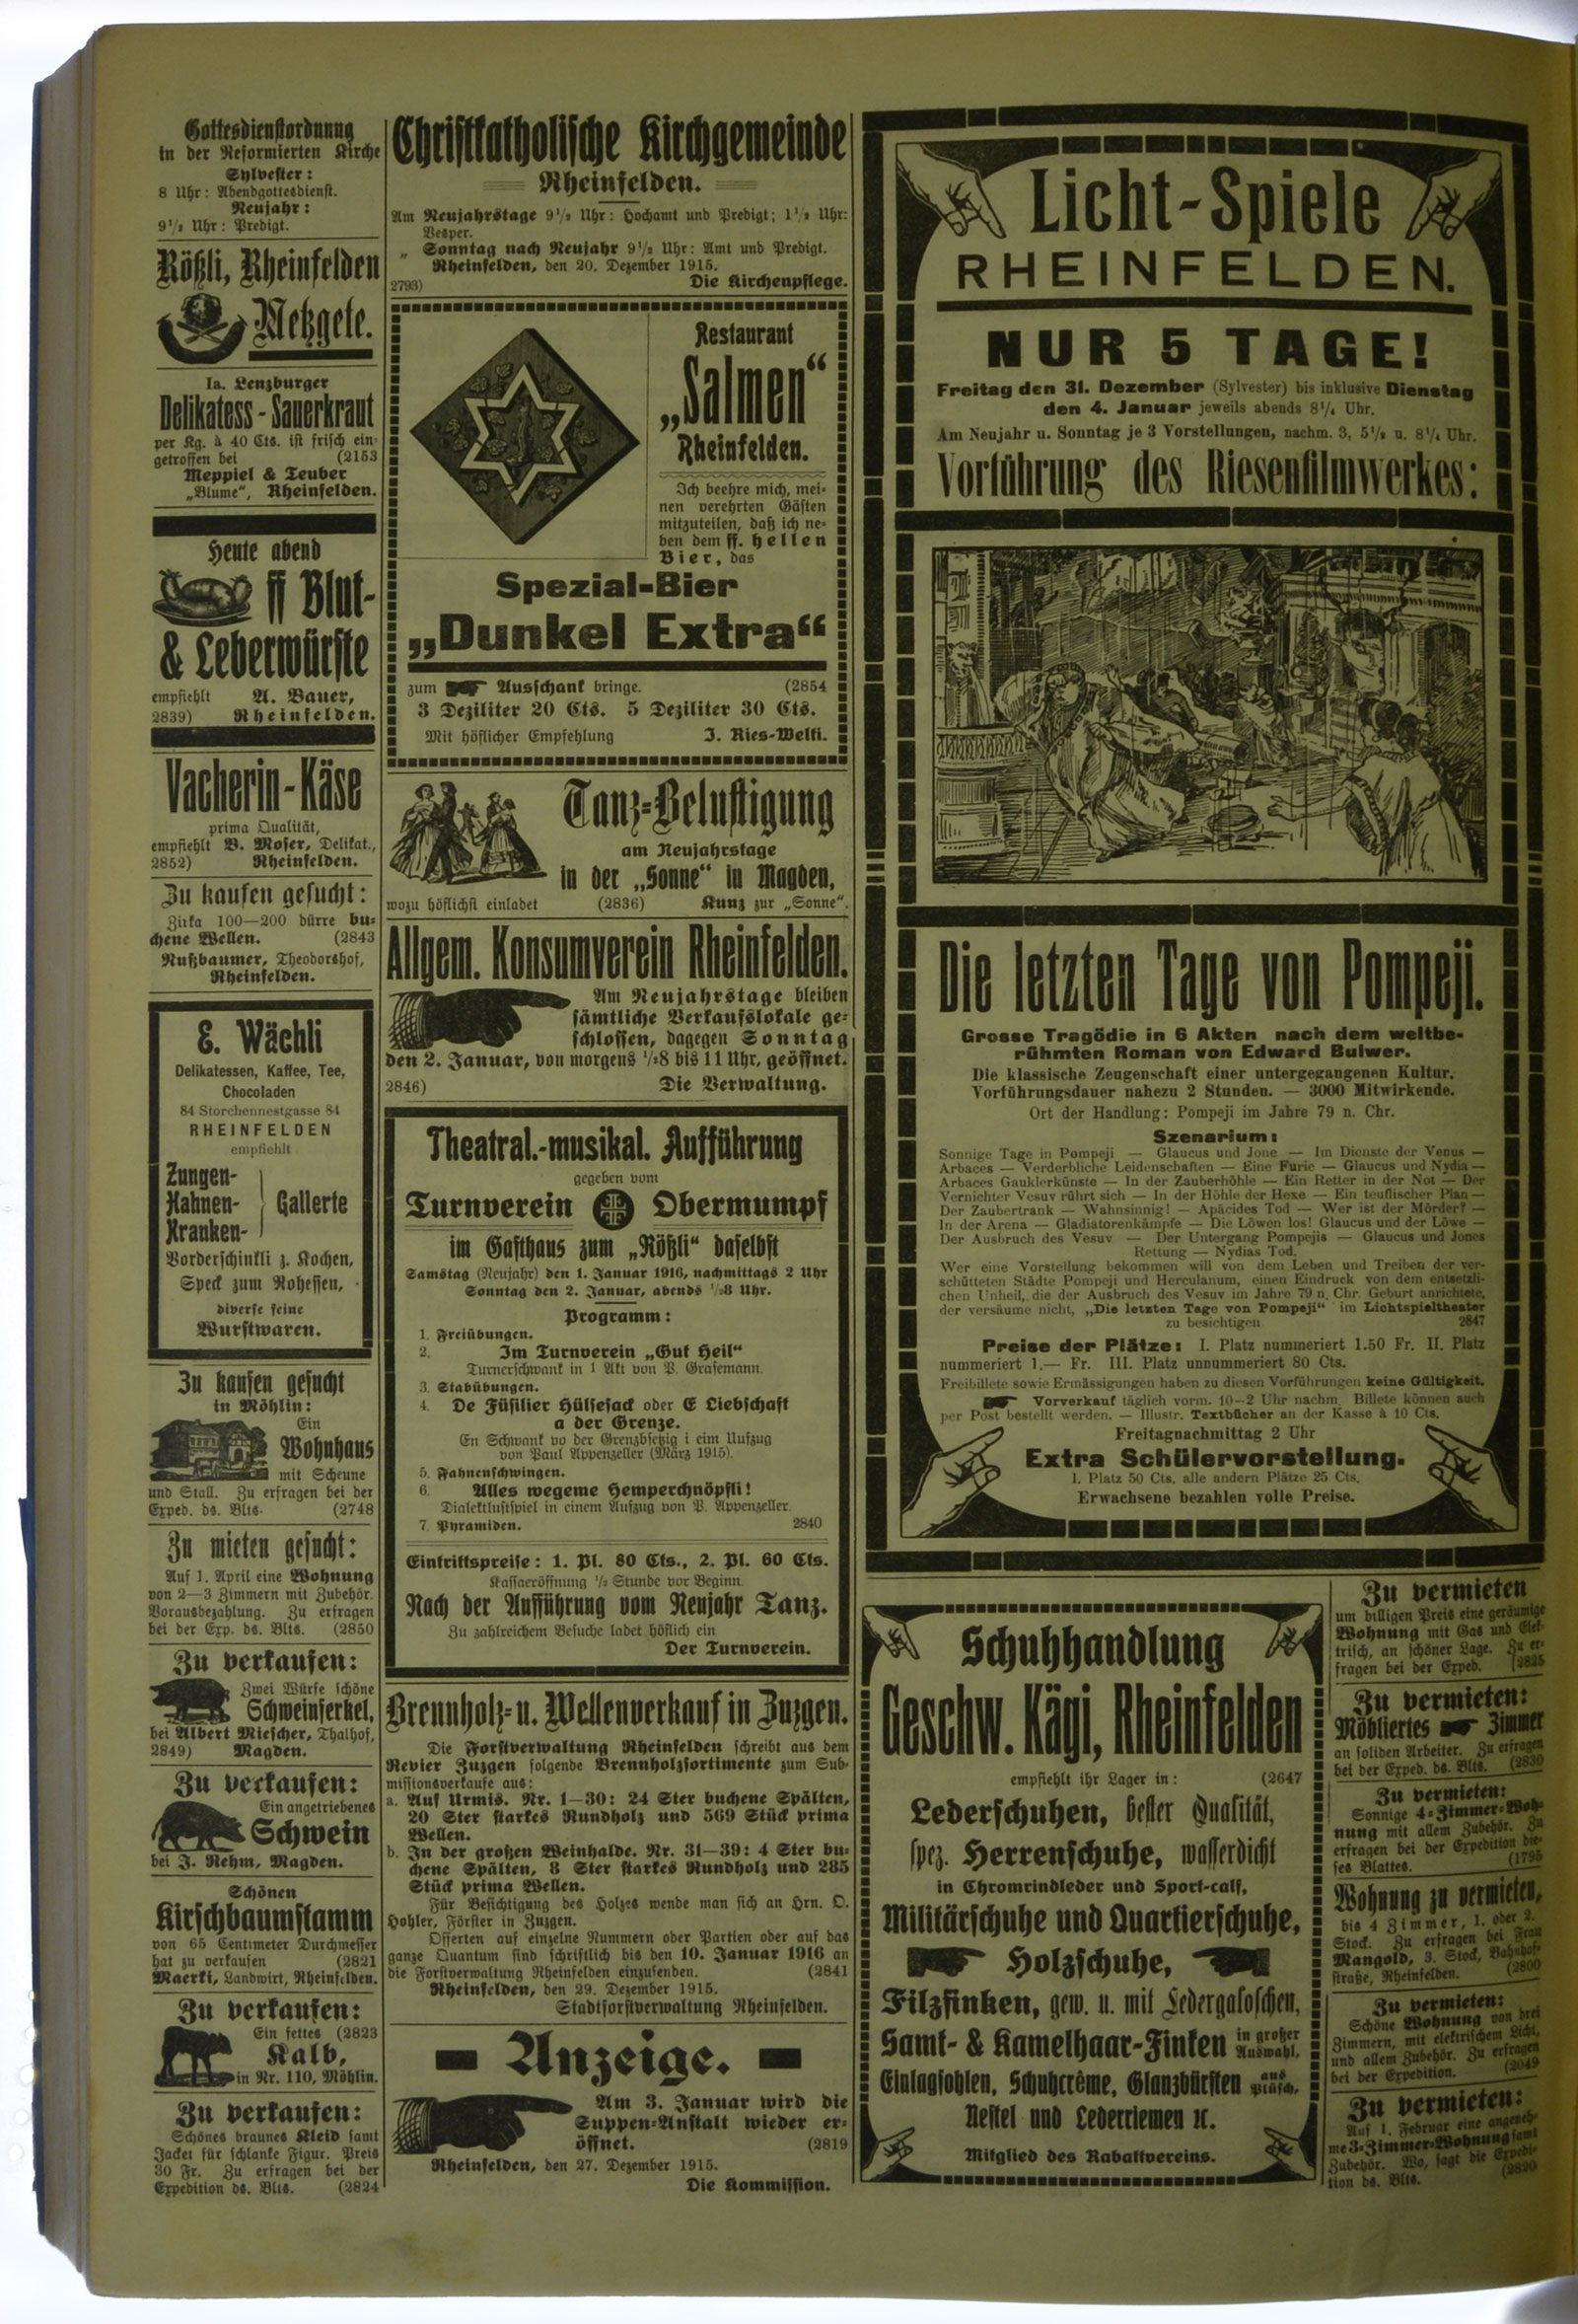 Gottesdienstordnung
in der Reformierten Kirche
Sylvester:
8 Uhr: Abendgottesdienst.
Neujahr:
9½ Uhr: Predigt.
Rößli, Rheinfelden
Metzgete.
Ia. Lenzburger
Delikatess-Sauerkraut
per Kg. à 40 Cts. ist frisch ein-
getroffen bei (2153
Meppiel & Teuber
„Blume“, Rheinfelden.
Heute abend
ff Blut-
& Leberwürste
empfiehlt A. Bauer,
2839) Rheinfelden.
Vacherin-Käse
prima Qualität,
empfiehlt B. Moser, Delikat.,
2852) Rheinfelden.
Zu kaufen gesucht:
Zirka 100—200 dürre bu-
chene Wellen. (2843
Nußbaumer, Theodorshof,
Rheinfelden.
E. Wächli
Delikatessen, Kaffee, Tee,
Chocoladen
84 Storchennestgasse 84
RHEINFELDEN
empfiehlt
Zungen-
Hahnen- Gallerte
Kranken-
Vorderschinkli z. Kochen,
Speck zum Rohessen,
diverse feine
Wurstwaren.
Zu kaufen gesucht
in Möhlin:
Ein
Wohnhaus
mit Scheune
und Stall. Zu erfragen bei der
Exped. ds. Blts. (2748
Zu mieten gesucht:
Auf 1. April eine Wohnung
von 2—3 Zimmern mit Zubehör.
Vorausbezahlung. Zu erfragen
bei der Exp. ds. Blts. (2850
Zu verkaufen:
Zwei Würfe schöne
Schweinferkel,
bei Albert Miescher, Thalhof,
2849) Magden.
Zu verkaufen:
Ein angetriebenes
Schwein
bei J. Rehm, Magden.
Schönen
Kirschbaumstamm
von 65 Centimeter Durchmesser
hat zu verkaufen (2821
Maerki, Landwirt, Rheinfelden.
Zu verkaufen:
Ein fettes (2823
Kalb,
in Nr. 110, Möhlin.
Zu verkaufen:
Schönes braunes Kleid samt
Jacket für schlanke Figur. Preis
30 Fr. Zu erfragen bei der
Expedition ds. Blts. (2824
Christkatholische Kirchgemeinde
Rheinfelden.
Am Neujahrstage 9½ Uhr: Hochamt und Predigt; 1½ Uhr:
Vesper.
„ Sonntag nach Neujahr 9½ Uhr: Amt und Predigt.
Rheinfelden, den 20. Dezember 1915.
2793) Die Kirchenpflege.
Restaurant
„Salmen“
Rheinfelden.
Ich beehre mich, mei-
nen verehrten Gästen
mitzuteilen, daß ich ne-
ben dem ff. hellen
Bier, das
Spezial-Bier
„Dunkel Extra“
zum Ausschank bringe. (2854
3 Deziliter 20 Cts. 5 Deziliter 30 Cts.
Mit höflicher Empfehlung J. Ries-Welti.
Tanz-Belustigung
am Neujahrstage
in der „Sonne“ in Magden,
wozu höflichst einladet (2836) Kunz zur „Sonne“.
Allgem. Konsumverein Rheinfelden.
Am Neujahrstage bleiben
sämtliche Verkaufslokale ge-
schlossen, dagegen Sonntag
den 2. Januar, von morgens ½8 bis 11 Uhr, geöffnet.
2846) Die Verwaltung.
Theatral.-musikal. Aufführung
gegeben vom
Turnverein Obermumpf
im Gasthaus zum „Rößli“ daselbst
Samstag (Neujahr) den 1. Januar 1916, nachmittags 2 Uhr
Sonntag den 2. Januar, abends ½8 Uhr.
Programm:
1. Freiübungen.
2. Im Turnverein „Gut Heil“
Turnerschwank in 1 Akt von P. Grasemann.
3. Stabübungen.
4. De Füsilier Hülsesack oder E Liebschaft
a der Grenze.
En Schwank vo der Grenzbsetzig i eim Ufzug
von Paul Appenzeller (März 1915).
5. Fahnenschwingen.
6. Alles wegeme Hemperchnöpfli!
Dialektlustspiel in einem Aufzug von P. Appenzeller.
7. Pyramiden. 2840
Eintrittspreise: 1. Pl. 80 Cts., 2. Pl. 60 Cts.
Kassaeröffnung ½ Stunde vor Beginn.
Nach der Aufführung vom Neujahr Tanz.
Zu zahlreichem Besuche ladet höflich ein
Der Turnverein.
Brennholz- u. Wellenverkauf in Zuzgen.
Die Forstverwaltung Rheinfelden schreibt aus dem
Revier Zuzgen folgende Brennholzsortimente zum Sub-
missionsverkaufe aus:
a. Auf Urmis. Nr. 1—30: 24 Ster buchene Spälten,
20 Ster starkes Rundholz und 569 Stück prima
Wellen.
b. In der großen Weinhalde. Nr. 31—39: 4 Ster bu-
chene Spälten, 8 Ster starkes Rundholz und 285
Stück prima Wellen.
Für Besichtigung des Holzes wende man sich an Hrn. O.
Hohler, Förster in Zuzgen.
Offerten auf einzelne Nummern oder Partien oder auf das
ganze Quantum sind schriftlich bis den 10. Januar 1916 an
die Forstverwaltung Rheinfelden einzusenden. (2841
Rheinfelden, den 29. Dezember 1915.
Stadtforstverwaltung Rheinfelden.
Anzeige.
Am 3. Januar wird die
Suppen-Anstalt wieder er-
öffnet. (2819
Rheinfelden, den 27. Dezember 1915.
Die Kommission.
Licht-Spiele
RHEINFELDEN.
NUR 5 TAGE!
Freitag den 31. Dezember (Sylvester) bis inklusive Dienstag
den 4. Januar jeweils abends 8¼ Uhr.
Am Neujahr u. Sonntag je 3 Vorstellungen, nachm. 3, 5½ u. 8¼ Uhr.
Vorführung des Riesenfilmwerkes:
Die letzten Tage von Pompeji.
Grosse Tragödie in 6 Akten nach dem weltbe-
rühmten Roman von Edward Bulwer.
Die klassische Zeugenschaft einer untergegangenen Kultur.
Vorführungsdauer nahezu 2 Stunden. — 3000 Mitwirkende.
Ort der Handlung: Pompeji im Jahre 79 n. Chr.
Szenarium:
Sonnige Tage in Pompeji — Glaucus und Jone — Im Dienste der Venus —
Arbaces — Verderbliche Leidenschaften — Eine Furie — Glaucus und Nydia —
Arbaces Gauklerkünste — In der Zauberhöhle — Ein Retter in der Not — Der
Vernichter Vesuv rührt sich — In der Höhle der Hexe — Ein teuflischer Plan —
Der Zaubertrank — Wahnsinnig! — Apäcides Tod — Wer ist der Mörder? —
In der Arena — Gladiatorenkämpfe — Die Löwen los! Glaucus und der Löwe —
Der Ausbruch des Vesuv — Der Untergang Pompejis — Glaucus und Jones
Rettung — Nydias Tod.
Wer eine Vorstellung bekommen will von dem Leben und Treiben der ver-
schütteten Städte Pompeji und Herculanum, einen Eindruck von dem entsetzli-
chen Unheil, die der Ausbruch des Vesuv im Jahre 79 n. Chr. Geburt anrichtete,
der versäume nicht, „Die letzten Tage von Pompeji“ im Lichtspieltheater
zu besichtigen 2847
Preise der Plätze: I. Platz nummeriert 1.50 Fr. II. Platz
nummeriert 1.— Fr. III. Platz unnummeriert 80 Cts.
Freibillete sowie Ermässigungen haben zu diesen Vorführungen keine Gültigkeit.
Vorverkauf täglich vorm. 10—2 Uhr nachm. Billete können auch
per Post bestellt werden. — Illustr. Textbücher an der Kasse à 10 Cts.
Freitagnachmittag 2 Uhr
Extra Schülervorstellung.
1. Platz 50 Cts. alle andern Plätze 25 Cts.
Erwachsene bezahlen volle Preise.
Schuhhandlung
Geschw. Kägi, Rheinfelden
empfiehlt ihr Lager in: (2647
Lederschuhen, bester Qualität,
spez. Herrenschuhe, wasserdicht
in Chromrindleder und Sport-calf,
Militärschuhe und Quartierschuhe,
Holzschuhe,
Filzfinken, gew. u. mit Ledergaloschen,
Samt- & Kamelhaar-Finken in großer Auswahl,
Einlagsohlen, Schuhcrême, Glanzbürsten aus Plüsch,
Nestel und Lederriemen ꝛc.
Mitglied des Rabattvereins.
Zu vermieten
um billigen Preis eine geräumige
Wohnung mit Gas und Elek-
trisch, an schöner Lage. Zu er-
fragen bei der Exped. (2825
Zu vermieten:
Möbliertes Zimmer
an soliden Arbeiter. Zu erfragen
bei der Exped. ds. Blts. (2830
Zu vermieten:
Sonnige 4-Zimmer-Woh-
nung mit allem Zubehör. Zu
erfragen bei der Expedition die-
ses Blattes. (1795
Wohnung zu vermieten,
bis 4 Zimmer, 1. oder 2.
Stock. Zu erfragen bei Frau
Mangold, 3. Stock, Bahnhof-
straße, Rheinfelden. (2800
Zu vermieten:
Schöne Wohnung von drei
Zimmern, mit elektrischem Licht,
und allem Zubehör. Zu erfragen
bei der Expedition. (2049
Zu vermieten:
Auf 1. Februar eine angeneh-
me 3-Zimmer-Wohnung samt
Zubehör. Wo, sagt die Expedi-
tion ds. Blts. (2820